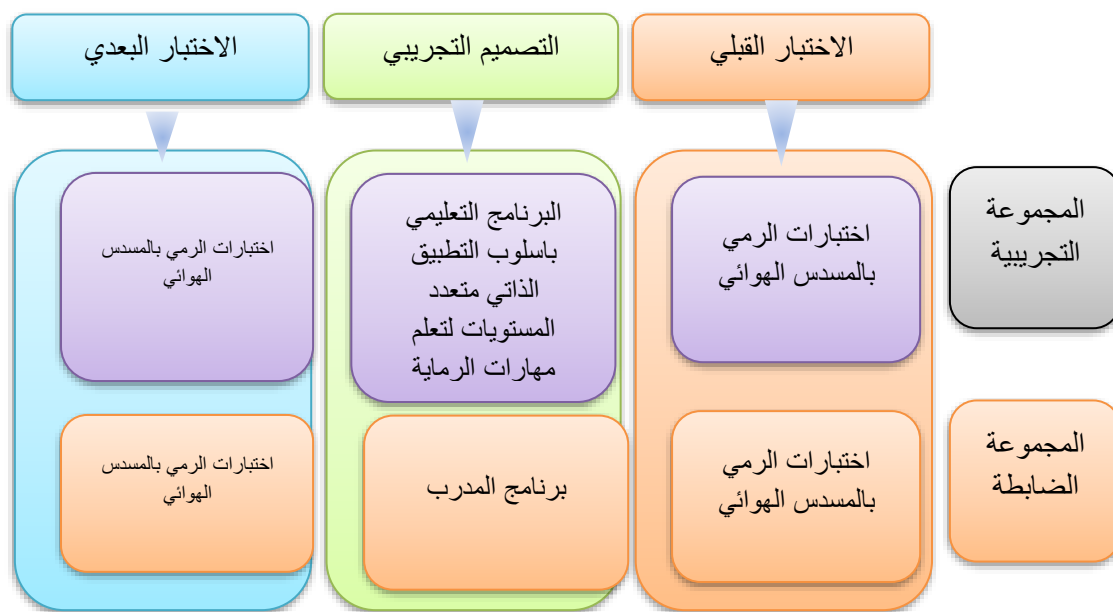 الاختبار القبلي
التصميم التجريبي
الاختبار البعدي
المجموعة
التجريبية
اختبارات الرمي
بالمسدس الهوائي
البرنامج التعليمي
باسلوب التطبيق
الذاتي متعدد
المستويات لتعلم
مهارات الرماية
اختبارات الرمي بالمسدس
الهوائي
المجموعة
الضابطة
اختبارات الرمي
بالمسدس الهوائي
برنامج المدرب
اختبارات الرمي بالمسدس
الهوائي